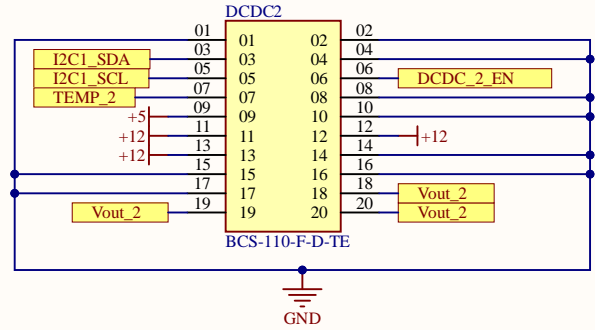 DCDC2
01 01 02 02
I2C1_SDA 03 03 04 04
I2C1_SCL 05 05 06 06 DCDC_2_EN
TEMP_2 07 07 08 08
+5 09 09 10 10
+12 11 11 12 12 +12
+12 13 13 14 14
15 15 16 16
17 17 18 18 Vout_2
Vout_2 19 19 20 20 Vout_2
BCS-110-F-D-TE
GND